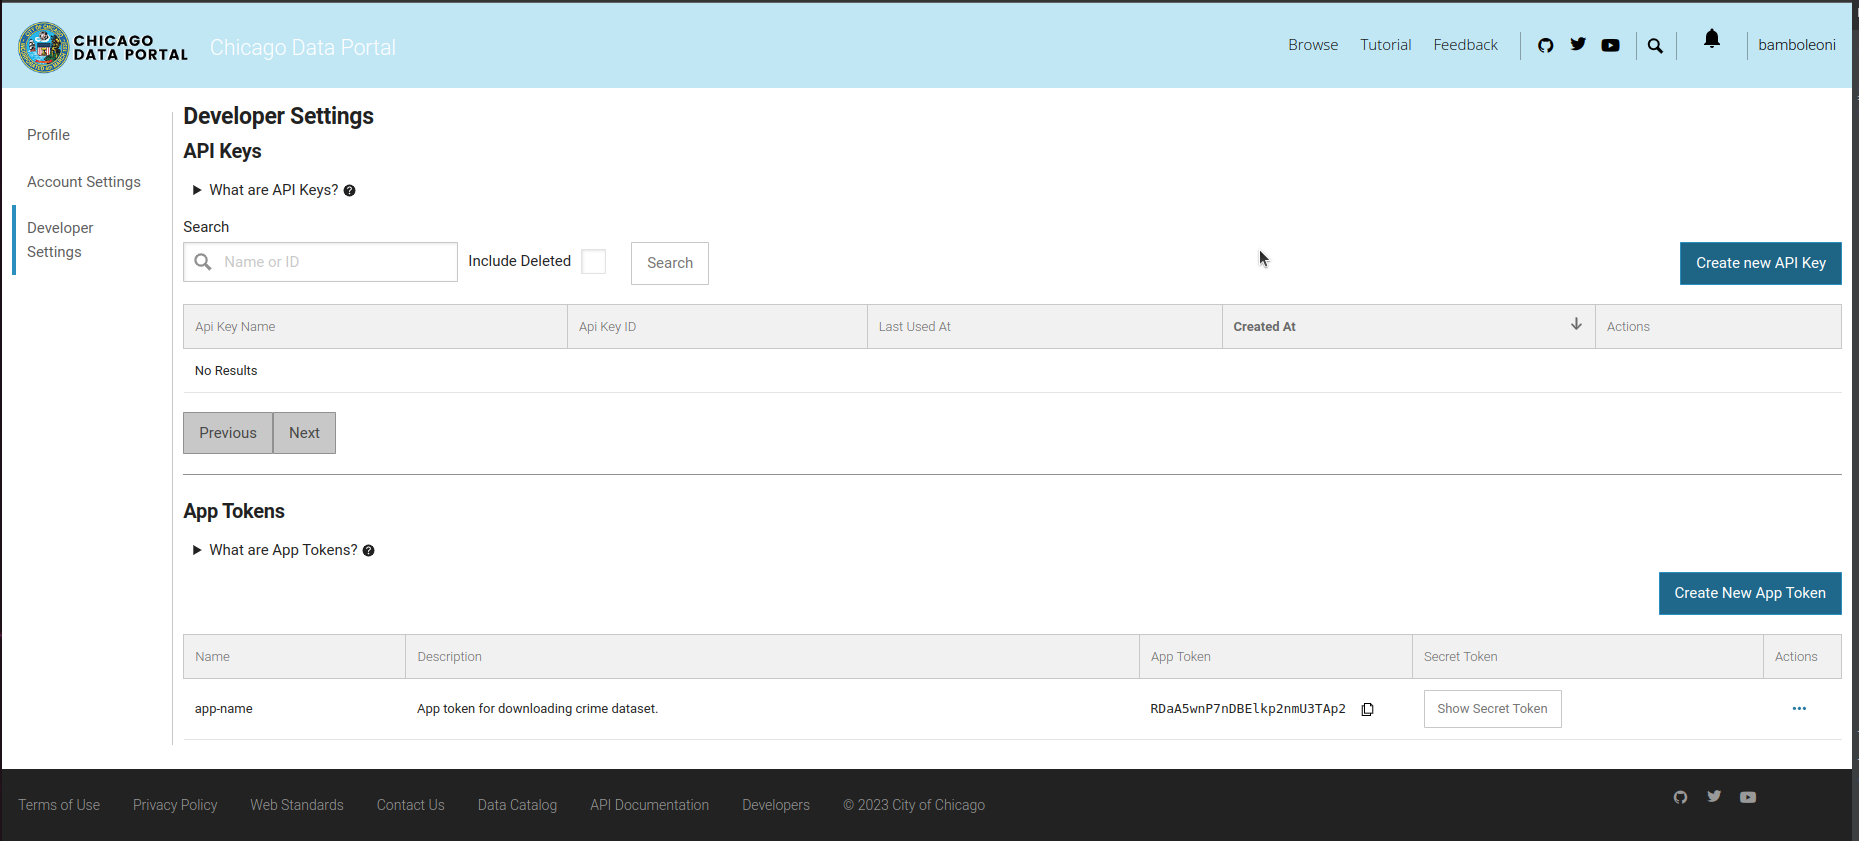 CHICAGO
DATA PORTAL
Chicago Data Portal
Browse Tutorial Feedback bamboleoni
Profile
Account Settings
Developer
Settings
Developer Settings
API Keys
What are API Keys?
Search
Name or ID
Include Deleted
Search
Create new API Key
Api Key Name Api Key ID Last Used At Created At Actions
No Results
Previous Next
App Tokens
What are App Tokens?
Create New App Token
Name Description App Token Secret Token Actions
app-name App token for downloading crime dataset. RDaA5wnP7nDBElkp2nmU3TAp2 Show Secret Token
Terms of Use Privacy Policy Web Standards Contact Us Data Catalog API Documentation Developers © 2023 City of Chicago